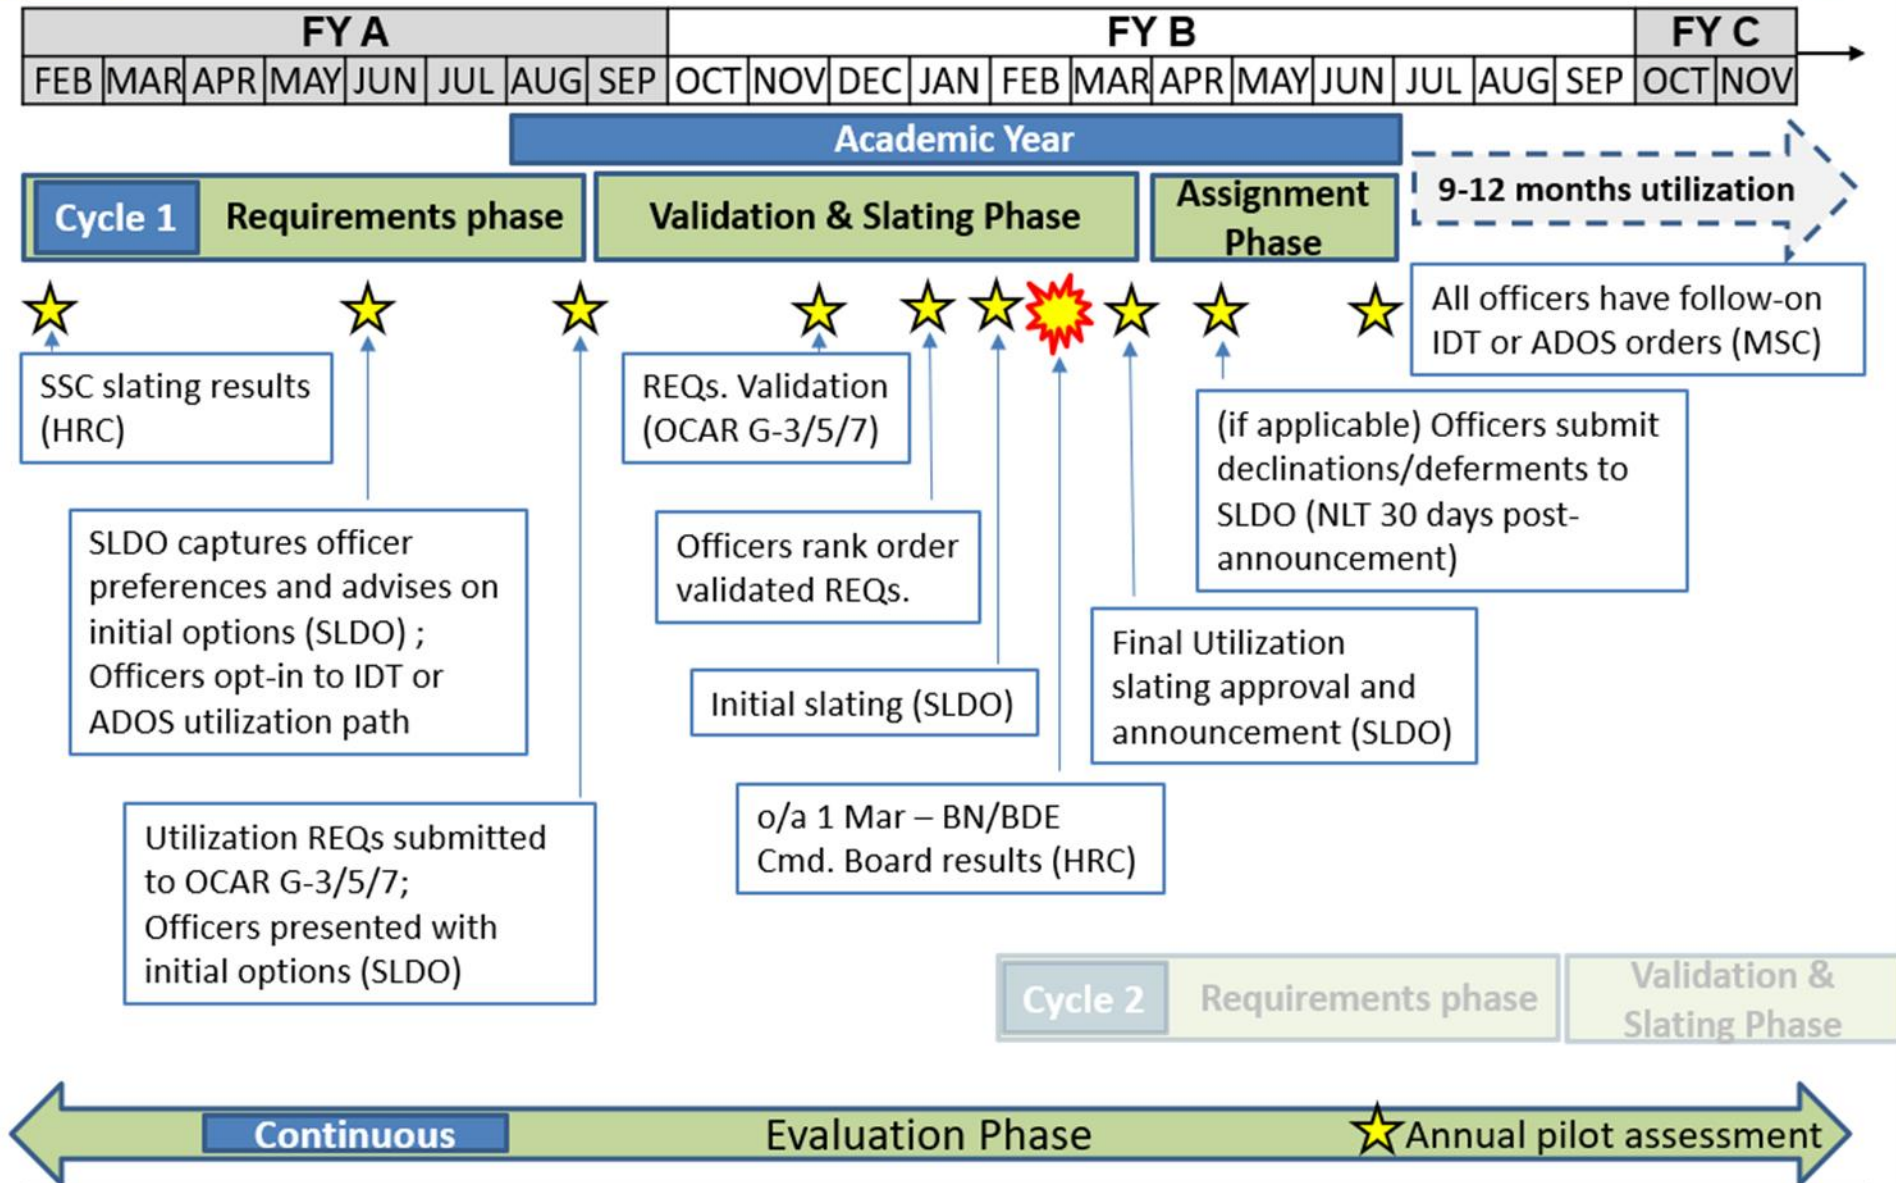 FY A
FY B
FY C
FEB MAR APR MAY JUN JUL AUG SEP OCT NOV DEC JAN FEB MAR APR MAY JUN JUL AUG SEP OCT NOV
Academic Year
Cycle 1
Requirements phase
Validation & Slating Phase
Assignment
Phase
9-12 months utilization
SSC slating results
(HRC)
SLDO captures officer
preferences and advises on
initial options (SLDO) ;
Officers opt-in to IDT or
ADOS utilization path
Utilization REQs submitted
to OCAR G-3/5/7;
Officers presented with
initial options (SLDO)
REQs. Validation
(OCAR G-3/5/7)
Officers rank order
validated REQs.
Initial slating (SLDO)
o/a 1 Mar – BN/BDE
Cmd. Board results (HRC)
Final Utilization
slating approval and
announcement (SLDO)
(if applicable) Officers submit
declinations/deferments to
SLDO (NLT 30 days post-
announcement)
All officers have follow-on
IDT or ADOS orders (MSC)
Cycle 2
Requirements phase
Validation &
Slating Phase
Continuous
Evaluation Phase
Annual pilot assessment